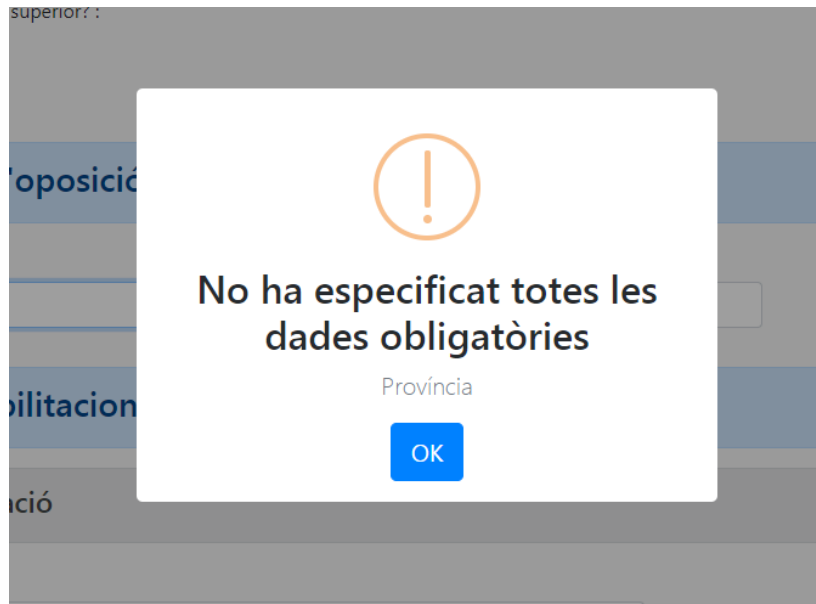 superior? :
'oposició
No ha especificat totes les
dades obligatòries
Província
OK
bilitacion
ació